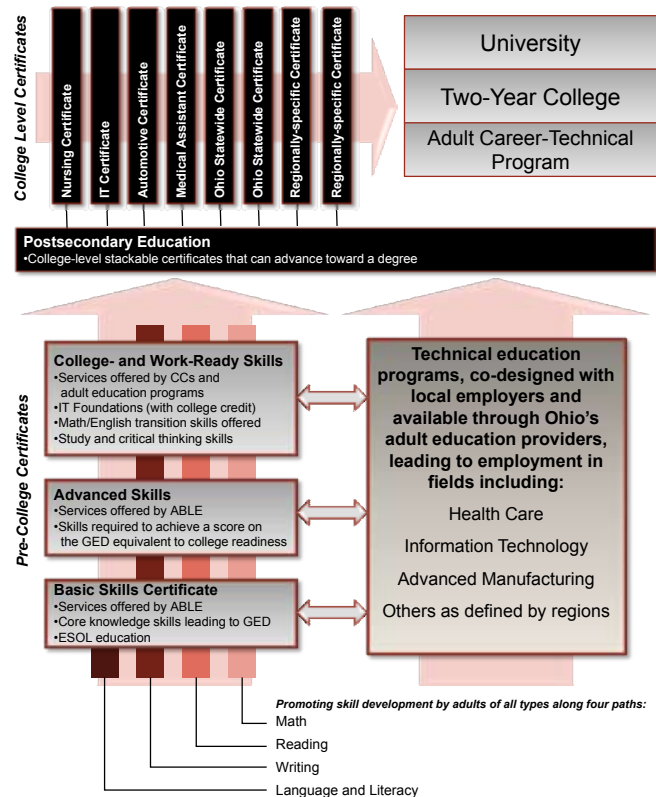 College Level Certificates
Nursing Certificate
IT Certificate
Automotive Certificate
Medical Assistant Certificate
Ohio Statewide Certificate
Ohio Statewide Certificate
Regionally-specific Certificate
Regionally-specific Certificate
University
Two-Year College
Adult Career-Technical
Program
Postsecondary Education
•College-level stackable certificates that can advance toward a degree
Pre-College Certificates
College- and Work-Ready Skills
•Services offered by CCs and
adult education programs
•IT Foundations (with college credit)
•Math/English transition skills offered
•Study and critical thinking skills
Advanced Skills
•Services offered by ABLE
•Skills required to achieve a score on
the GED equivalent to college readiness
Basic Skills Certificate
•Services offered by ABLE
•Core knowledge skills leading to GED
•ESOL education
Technical education
programs, co-designed with
local employers and
available through Ohio's
adult education providers,
leading to employment in
fields including:
Health Care
Information Technology
Advanced Manufacturing
Others as defined by regions
Promoting skill development by adults of all types along four paths:
Math
Reading
Writing
Language and Literacy